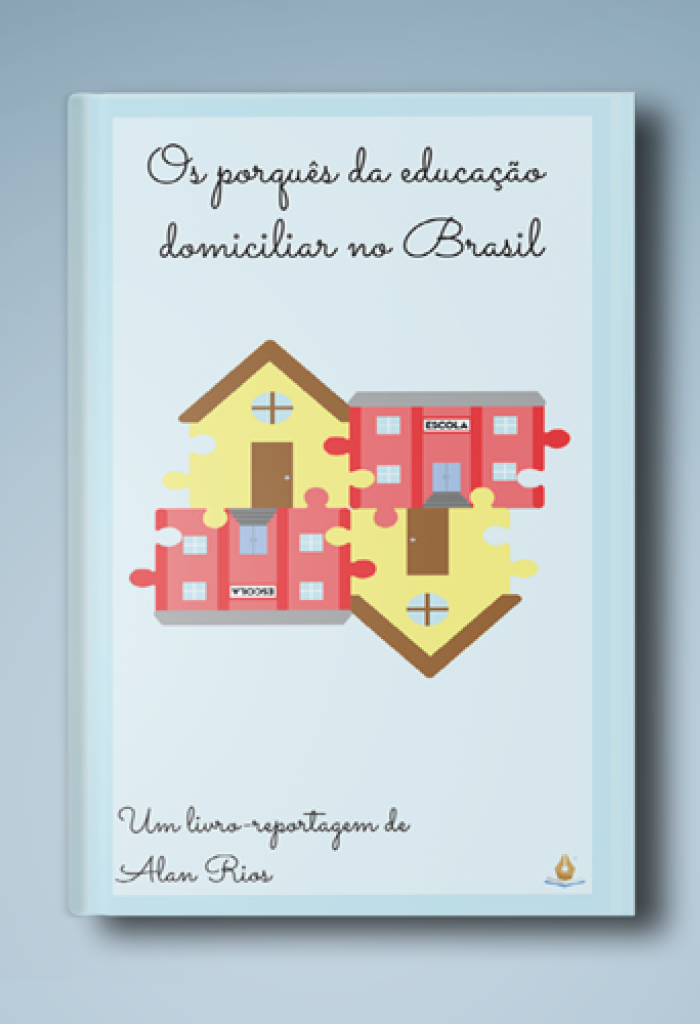 Os porquês da educação
domiciliar no Brasil
ESCOLA
ESCOLA
Um livro-reportagem de
Alan Rios